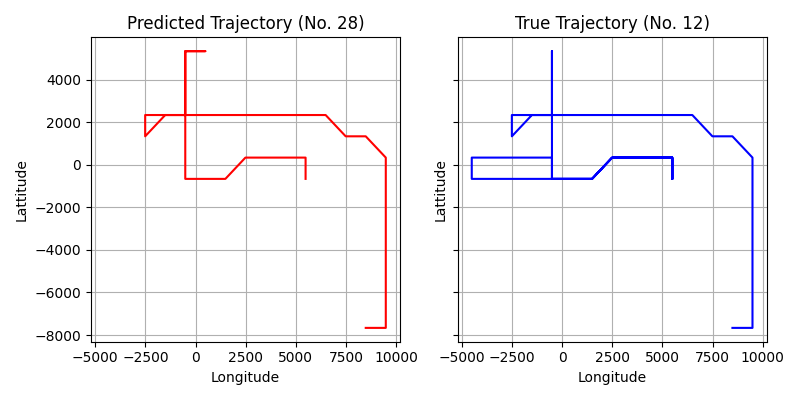 Predicted Trajectory (No. 28)
True Trajectory (No. 12)
Lattitude
4000
2000
0
−2000
−4000
−6000
−8000
−5000 −2500 0 2500 5000 7500 10000
Longitude
Lattitude
−5000 −2500 0 2500 5000 7500 10000
Longitude